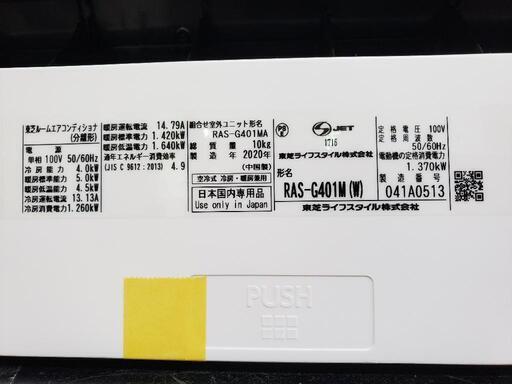 東芝ルームエアコンディショナ
(分離形)
電源
単相 100V 50/60Hz
冷房能力 4.0kW
暖房標準能力 5.0kW
暖房低温能力 4.5kW
冷房運転電流 13.13A
冷房消費電力 1.260kW
暖房運転電流 14.79A
暖房標準電力 1.420kW
暖房低温電力 1.640kW
通年エネルギー消費効率
(JIS C 9612:2013) 4.9
組合せ室外ユニット形名
RAS-G401MA
総質量 10kg
製造年 2020年
(中国製)
空冷式 冷房・暖房兼用
日本国内専用品
Use only in Japan
PS
E
JET
1716
東芝ライフスタイル株式会社
形名
RAS-G401M(W)
定格電圧 100V
定格周波数
50/60Hz
電動機の定格消費電力
1.370kW
製造番号
041A0513
東芝ライフスタイル株式会社
PUSH